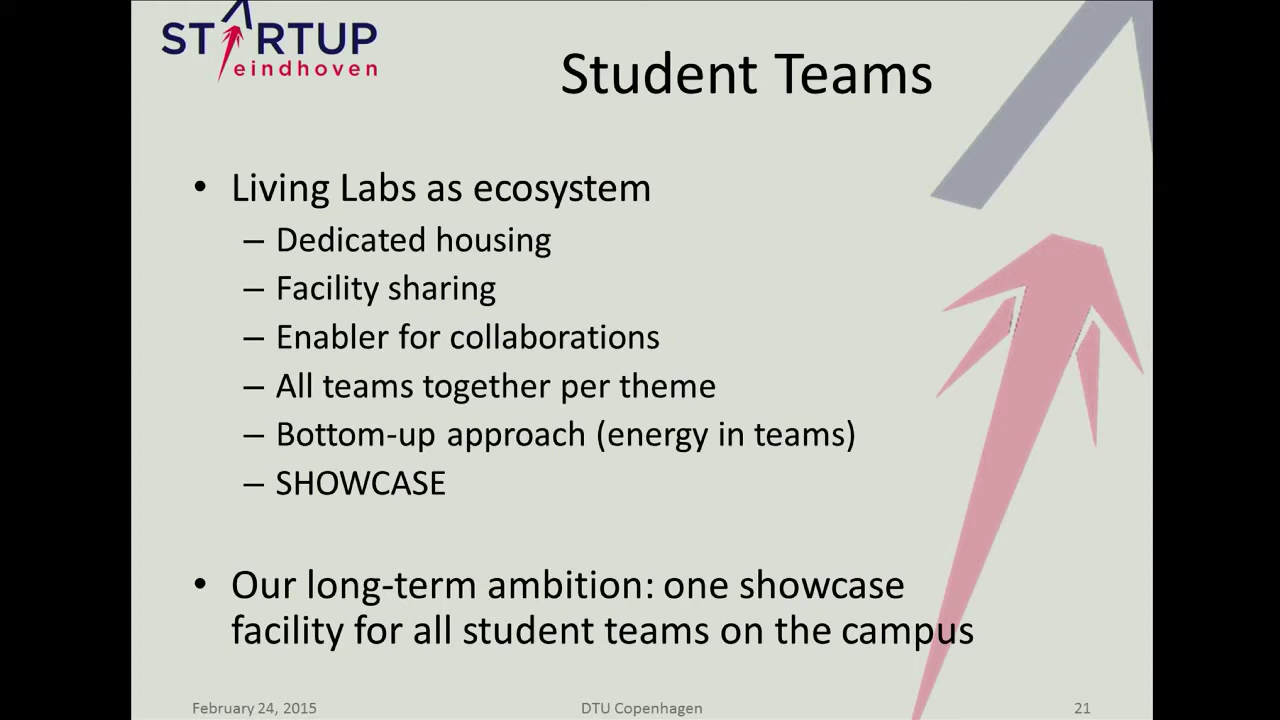 STARTUP
eindhoven
Student Teams
• Living Labs as ecosystem
– Dedicated housing
– Facility sharing
– Enabler for collaborations
– All teams together per theme
– Bottom-up approach (energy in teams)
– SHOWCASE
• Our long-term ambition: one showcase
facility for all student teams on the campus
February 24, 2015
DTU Copenhagen
21